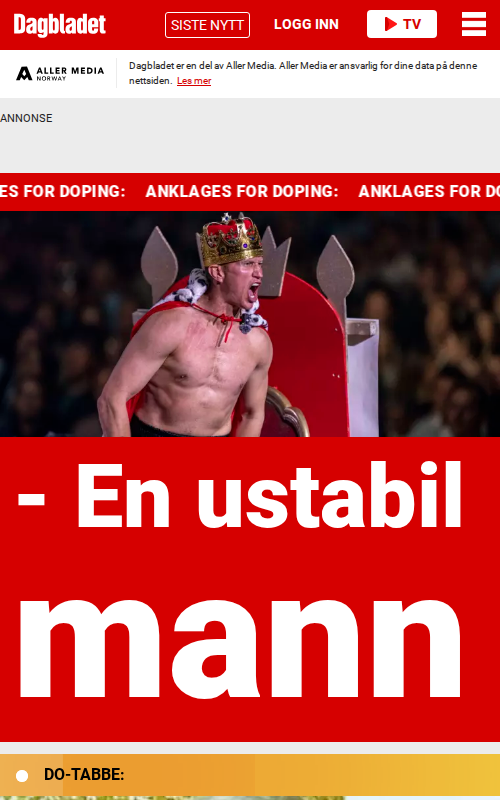 Dagbladet
SISTE NYTT
LOGG INN
TV
ALLER MEDIA
NORWAY
Dagbladet er en del av Aller Media. Aller Media er ansvarlig for dine data på denne
nettsiden. Les mer
ANNONSE
ES FOR DOPING: ANKLAGES FOR DOPING: ANKLAGES FOR DO
- En ustabil
mann
DO-TABBE: